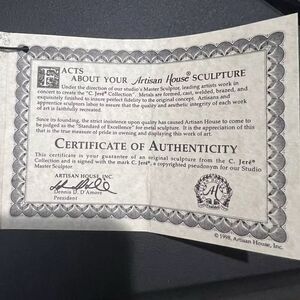 FACTS
ABOUT YOUR Artisan House® SCULPTURE
Under the direction of our studio's Master Sculptor, leading artists work in
concert to create the "C. Jeré® Collection". Metals are formed, cast, welded, brazed, and
exquisitely finished to insure perfect fidelity to the original concept. Artisans and
apprentice sculptors labor to assure that the quality and aesthetic integrity of each work
of art is faithfully recreated.
Since its founding, the strict insistence upon quality has caused Artisan House to come to
be judged as the "Standard of Excellence" for metal sculpture. It is the appreciation of this
that is the true measure of pride in owning and displaying this work of art.
CERTIFICATE OF AUTHENTICITY
This certificate is your guarantee of an original sculpture from the C. Jeré®
Collection and is signed with the mark C. Jeré®, a copyrighted pseudonym for our Studio
Master Sculptor.
ARTISAN HOUSE, INC.
Dennis D. D'Amore
President
© 1998, Artisan House, Inc.